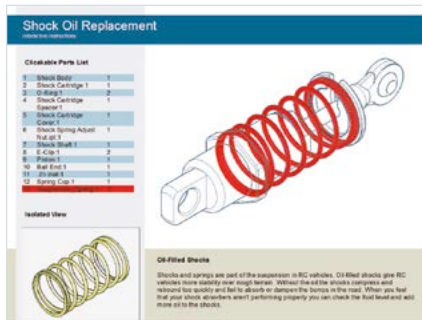 Shock Oil Replacement
interactive instructions
Clickable Parts List
1 Shock Body 1
2 Shock Cartridge:1 1
3 O-Ring:1 2
4 Shock Cartridge Spacer:1 1
5 Shock Cartridge Cover:1 1
6 Shock Spring Adjust Nut.ipt:1 1
7 Shock Shaft:1 1
8 E-Clip:1 2
9 Piston:1 1
10 Ball End:1 1
11 1
12 Spring Cap:1 1
Isolated View
Oil-Filled Shocks
Shocks and springs are part of the suspension in RC vehicles. Oil-filled shocks give RC
vehicles more stability over rough terrain. Without the oil the shocks compress and
rebound too quickly and fail to absorb or dampen the bumps in the road. When you feel
that your shock absorbers aren't performing properly you can check the fluid level and add
more oil to the shocks.